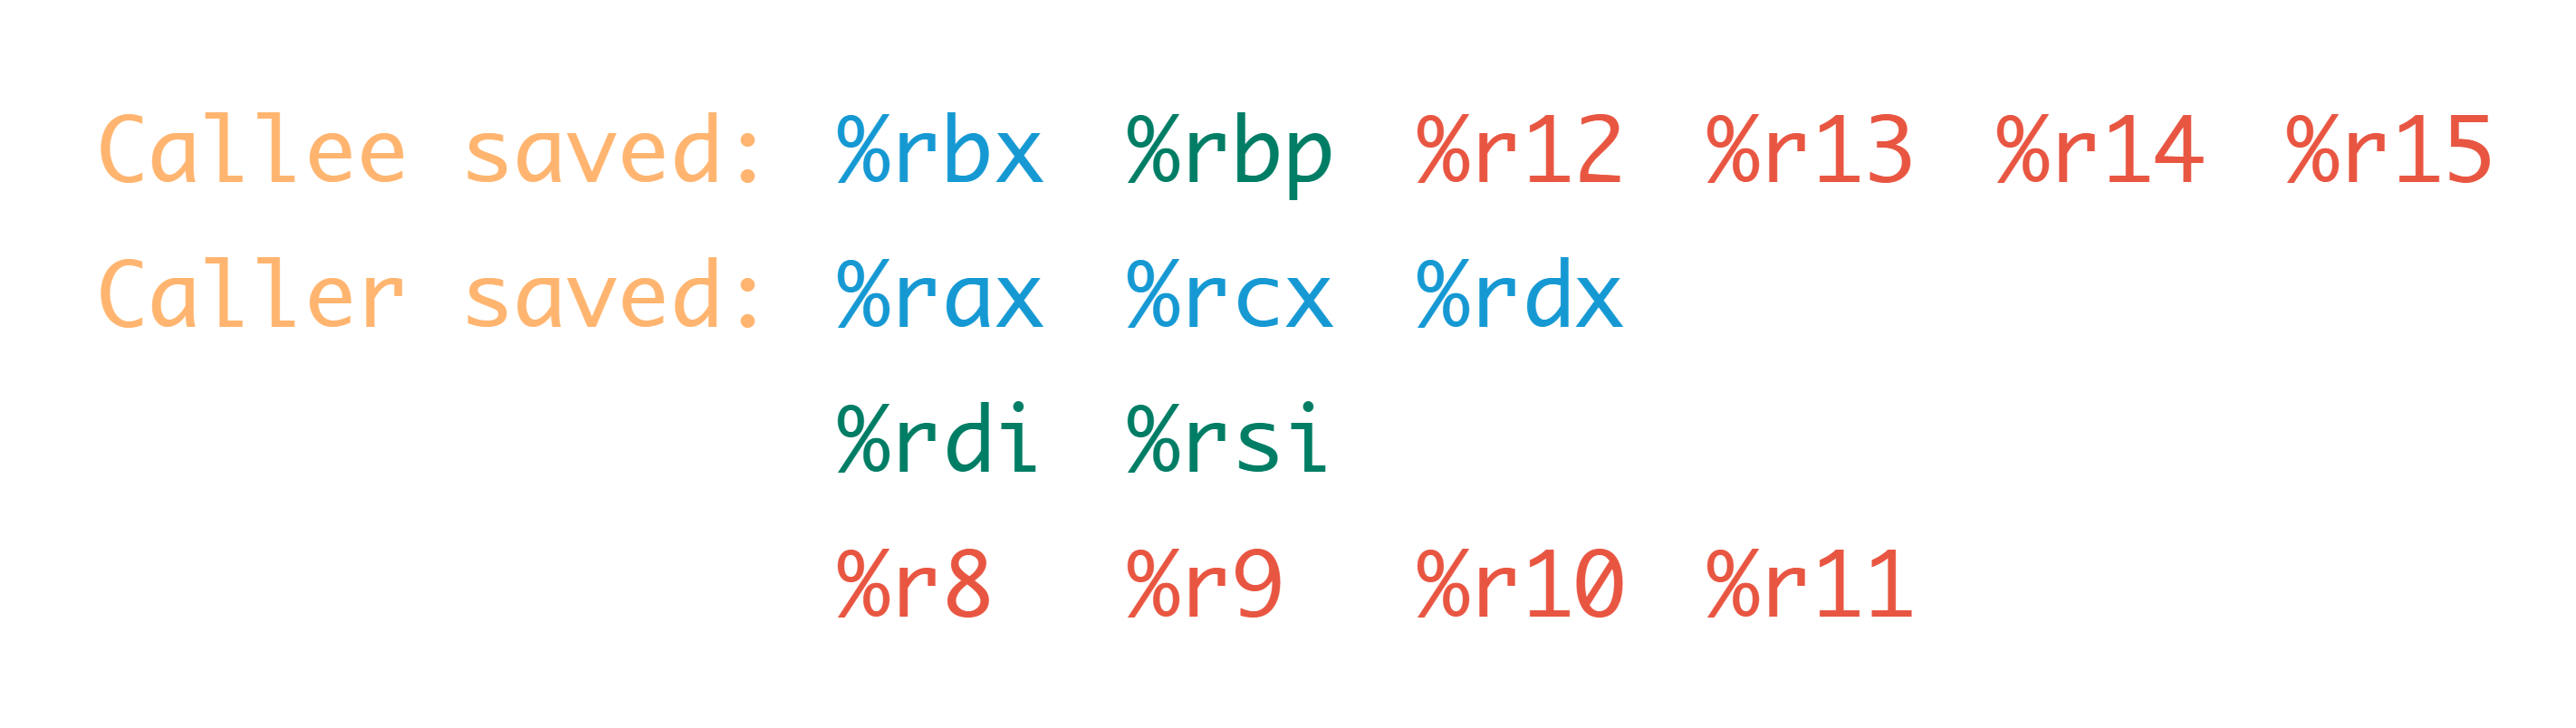 Callee saved: %rbx %rbp %r12 %r13 %r14 %r15
Caller saved: %rax %rcx %rdx
%rdi %rsi
%r8 %r9 %r10 %r11